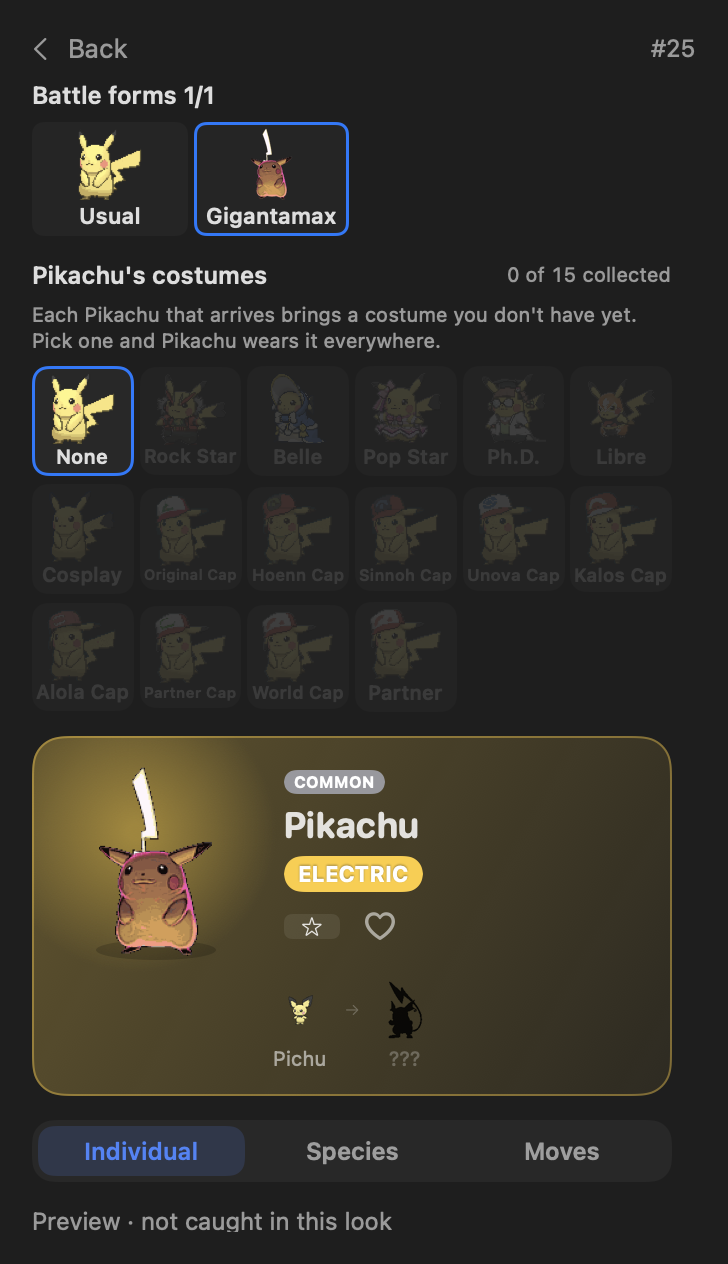 Back
#25
Battle forms 1/1
Usual
Gigantamax
Pikachu's costumes
0 of 15 collected
Each Pikachu that arrives brings a costume you don't have yet.
Pick one and Pikachu wears it everywhere.
None
Rock Star
Belle
Pop Star
Ph.D.
Libre
Cosplay
Original Cap
Hoenn Cap
Sinnoh Cap
Unova Cap
Kalos Cap
Alola Cap
Partner Cap
World Cap
Partner
COMMON
Pikachu
ELECTRIC
Pichu
???
Individual
Species
Moves
Preview · not caught in this look